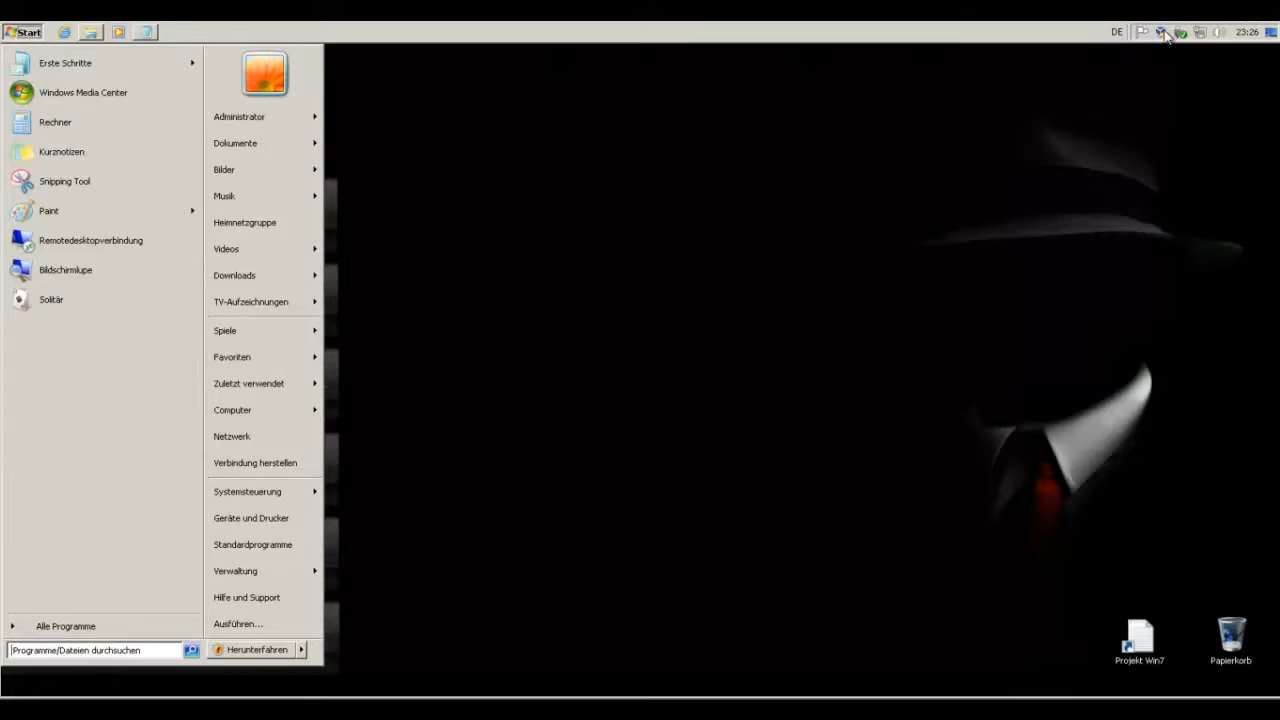 Start
DE
23:26
Erste Schritte
Windows Media Center
Rechner
Kurznotizen
Snipping Tool
Paint
Remotedesktopverbindung
Bildschirmlupe
Solitär
Alle Programme
Programme/Dateien durchsuchen
Administrator
Dokumente
Bilder
Musik
Heimnetzgruppe
Videos
Downloads
TV-Aufzeichnungen
Spiele
Favoriten
Zuletzt verwendet
Computer
Netzwerk
Verbindung herstellen
Systemsteuerung
Geräte und Drucker
Standardprogramme
Verwaltung
Hilfe und Support
Ausführen...
Herunterfahren
Projekt Win7
Papierkorb